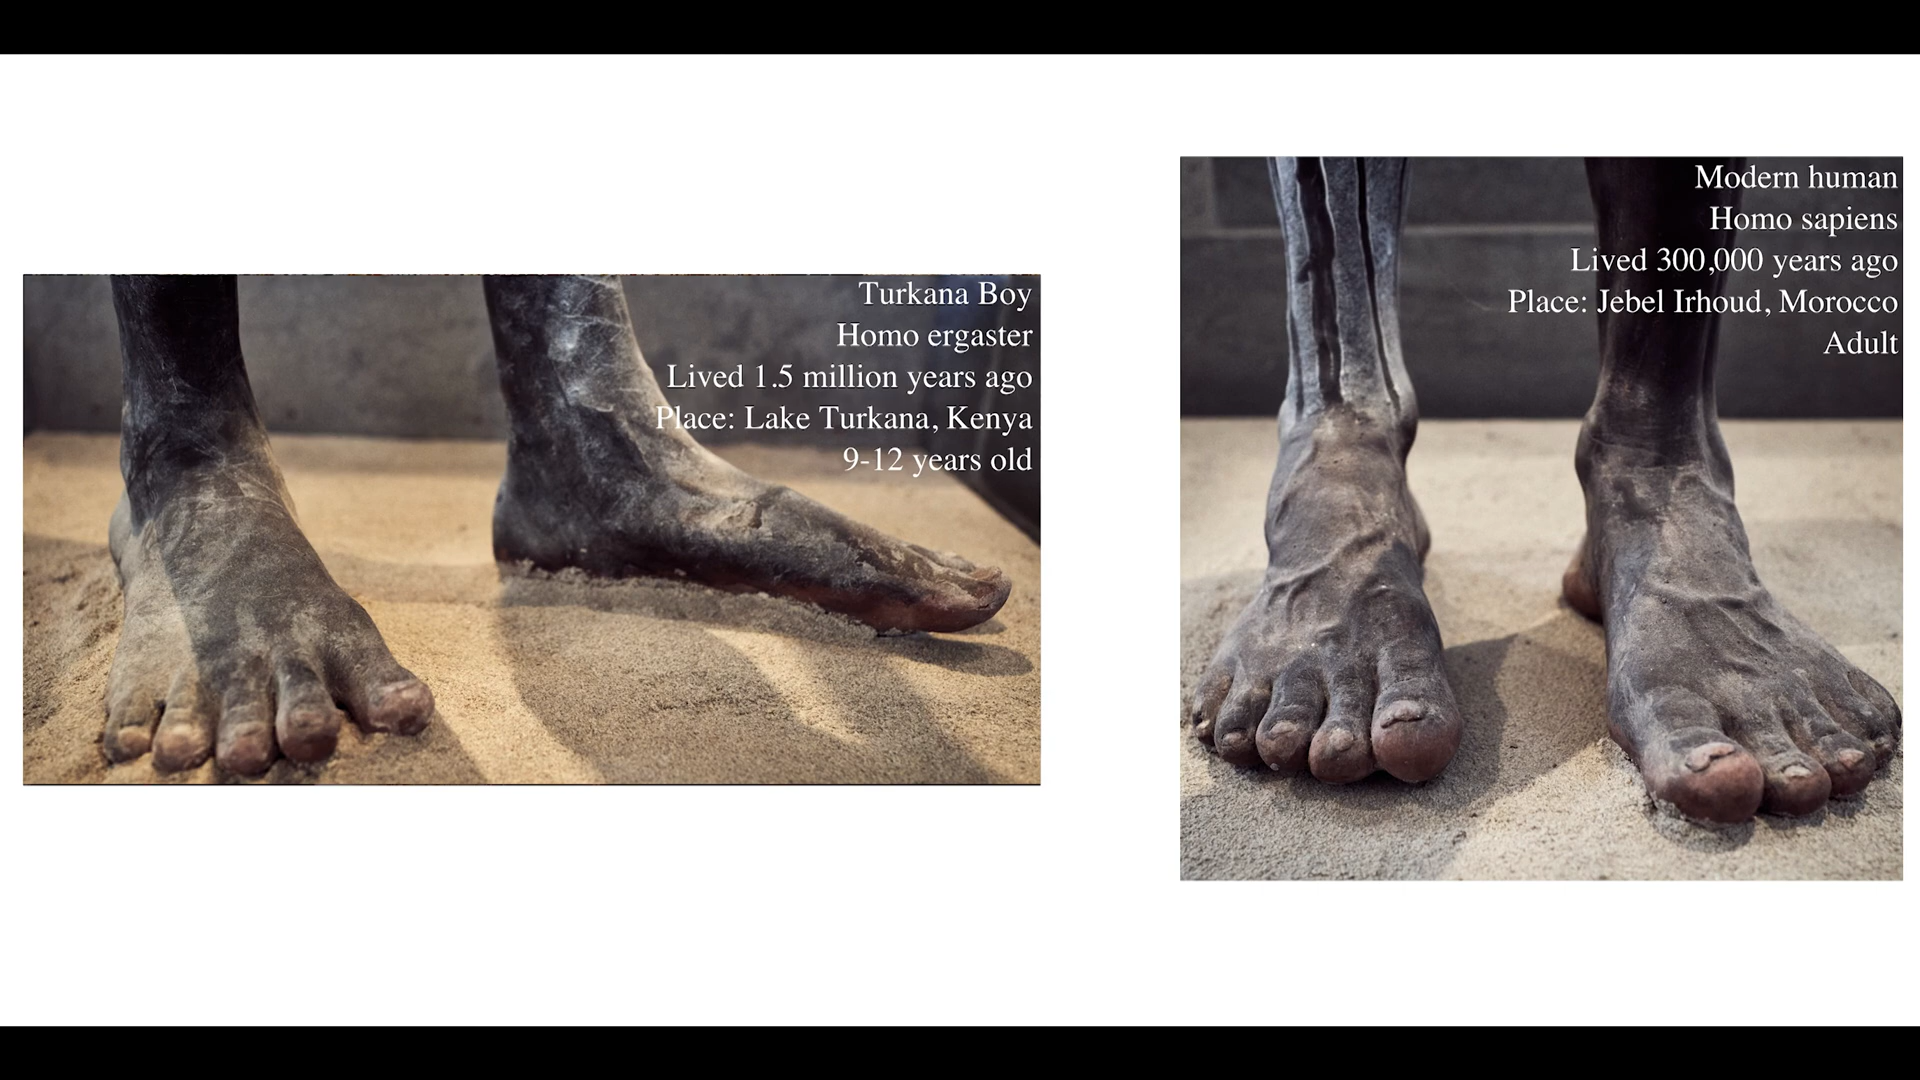 Turkana Boy
Homo ergaster
Lived 1.5 million years ago
Place: Lake Turkana, Kenya
9-12 years old
Modern human
Homo sapiens
Lived 300,000 years ago
Place: Jebel Irhoud, Morocco
Adult